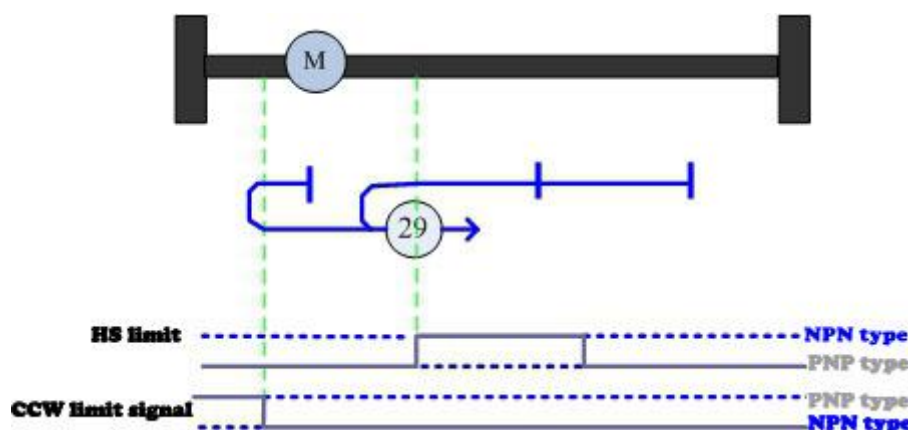 M
29
HS limit
NPN type
PNP type
CCW limit signal
PNP type
NPN type